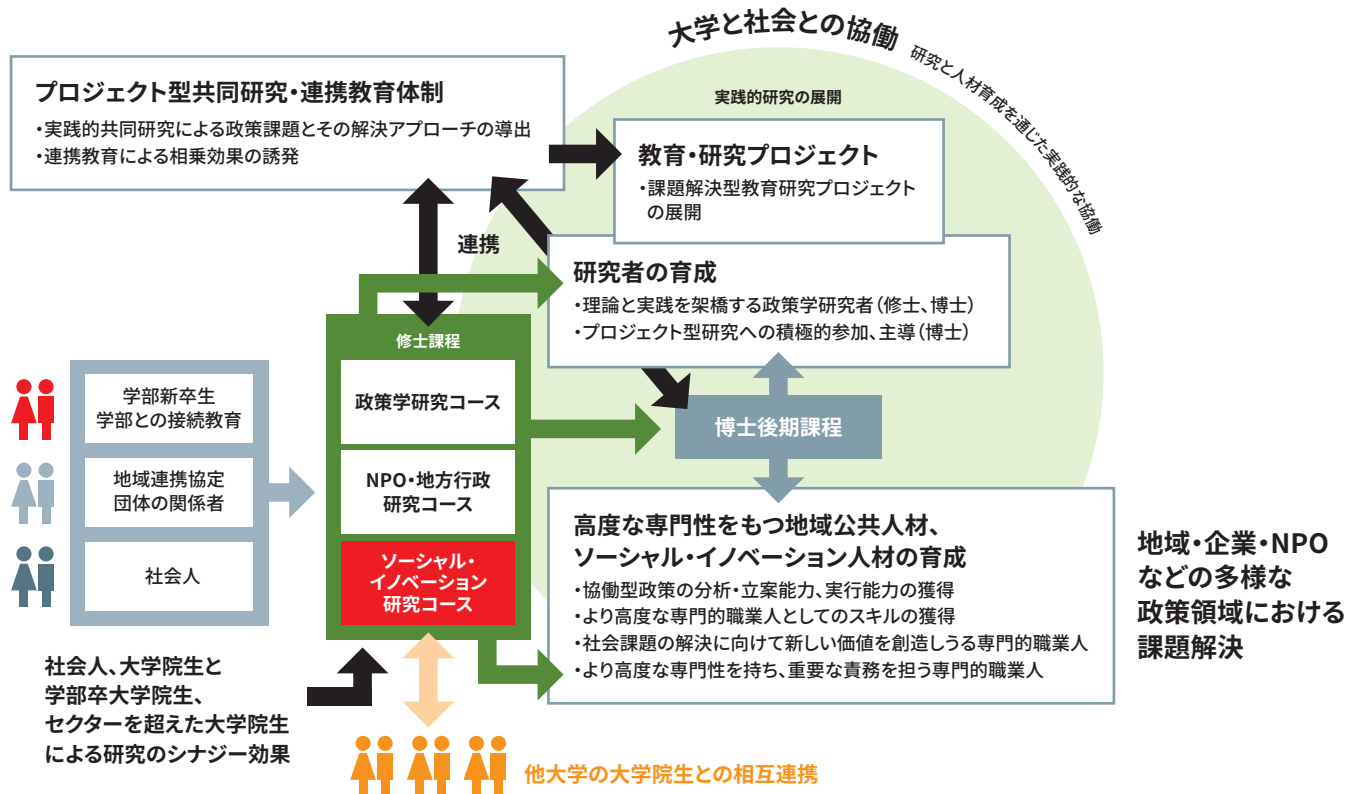 大学と社会との協働
研究と人材育成を通じた実践的な協働
プロジェクト型共同研究・連携教育体制
・実践的共同研究による政策課題とその解決アプローチの導出
・連携教育による相乗効果の誘発
実践的研究の展開
教育・研究プロジェクト
・課題解決型教育研究プロジェクト
の展開
連携
研究者の育成
・理論と実践を架橋する政策学研究者（修士、博士）
・プロジェクト型研究への積極的参加、主導（博士）
修士課程
政策学研究コース
NPO・地方行政
研究コース
ソーシャル・
イノベーション
研究コース
学部新卒生
学部との接続教育
地域連携協定
団体の関係者
社会人
博士後期課程
高度な専門性をもつ地域公共人材、
ソーシャル・イノベーション人材の育成
・協働型政策の分析・立案能力、実行能力の獲得
・より高度な専門的職業人としてのスキルの獲得
・社会課題の解決に向けて新しい価値を創造しうる専門的職業人
・より高度な専門性を持ち、重要な責務を担う専門的職業人
地域・企業・NPO
などの多様な
政策領域における
課題解決
社会人、大学院生と
学部卒大学院生、
セクターを超えた大学院生
による研究のシナジー効果
他大学の大学院生との相互連携